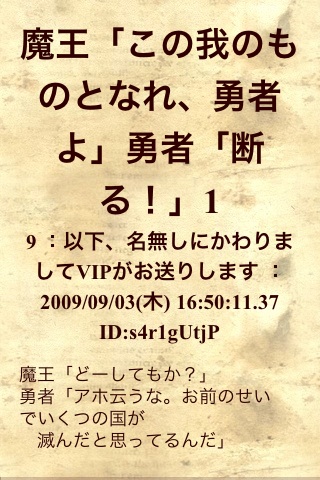 魔王「この我のも
のとなれ、勇者
よ」勇者「断
る！」1
9 ：以下、名無しにかわりま
してVIPがお送りします ：
2009/09/03(木) 16:50:11.37
ID:s4r1gUtjP
魔王「どーしてもか？」
勇者「アホ云うな。お前のせい
でいくつの国が
　滅んだと思ってるんだ」